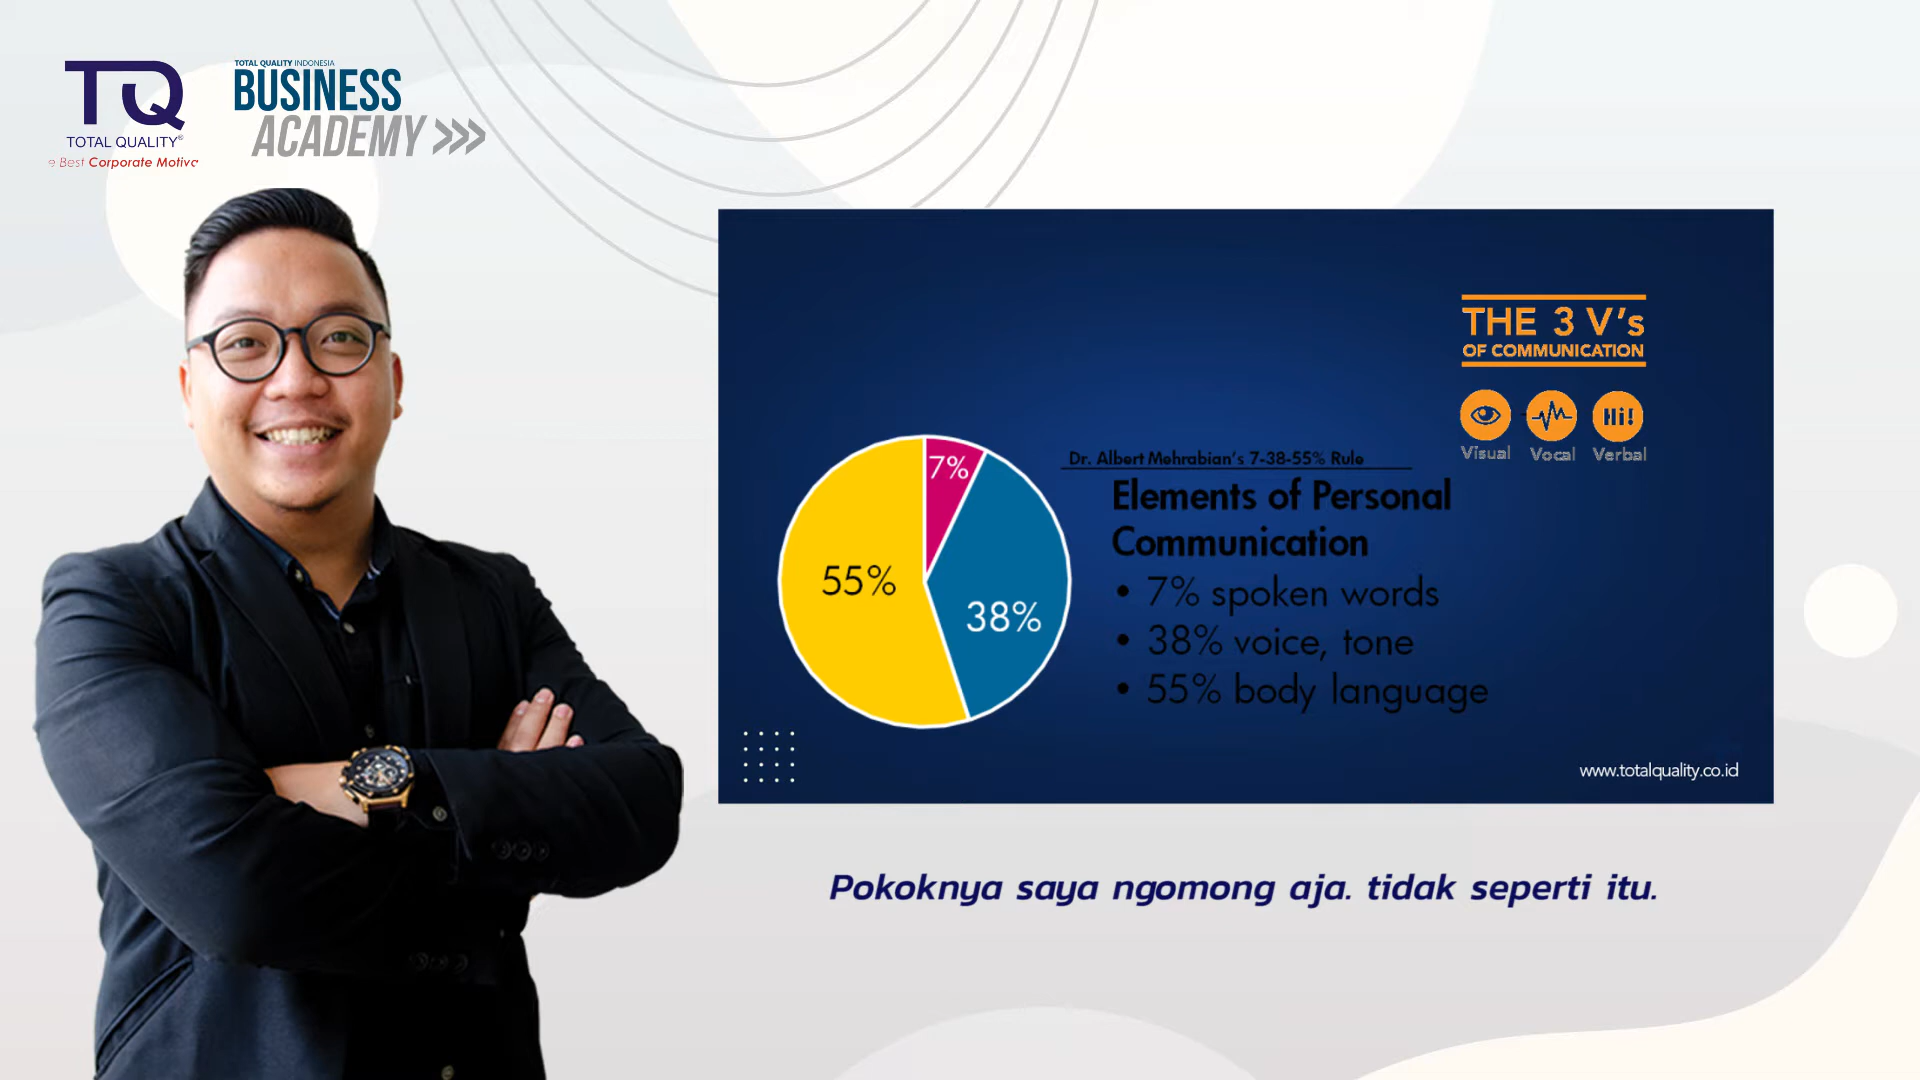 TQ
TOTAL QUALITY®
e Best Corporate Motiva
TOTAL QUALITY INDONESIA
BUSINESS
ACADEMY >>>
THE 3 V's
OF COMMUNICATION
Hi!
Visual Vocal Verbal
7%
55%
38%
Dr. Albert Mehrabian's 7-38-55% Rule
Elements of Personal
Communication
• 7% spoken words
• 38% voice, tone
• 55% body language
www.totalquality.co.id
Pokoknya saya ngomong aja. tidak seperti itu.